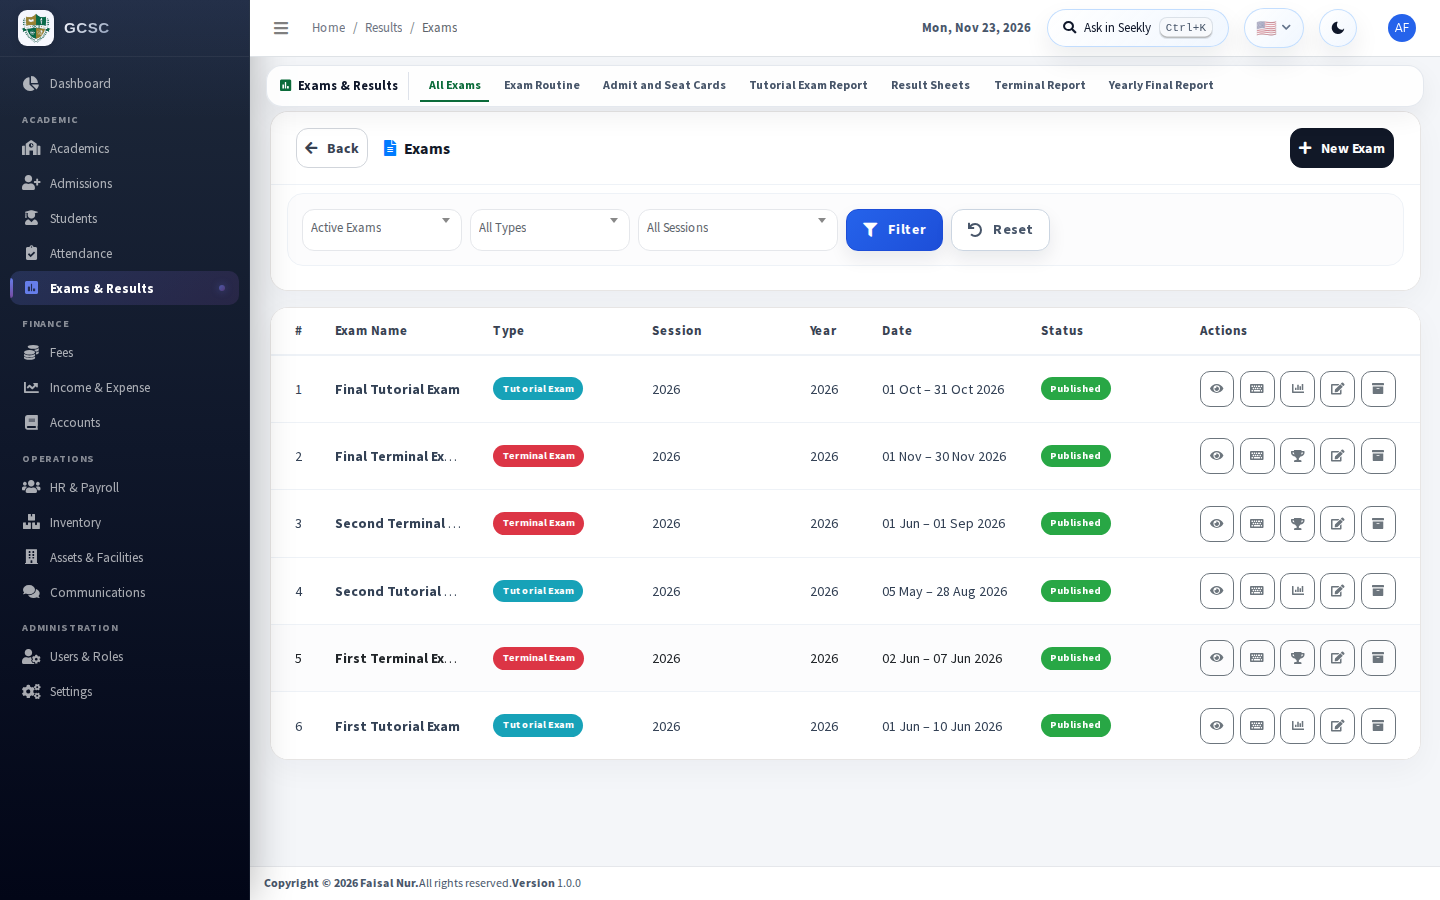 GCSC
Home / Results / Exams
Mon, Nov 23, 2026
Ask in Seekly Ctrl+K
AF
Dashboard
ACADEMIC
Academics
Admissions
Students
Attendance
Exams & Results
FINANCE
Fees
Income & Expense
Accounts
OPERATIONS
HR & Payroll
Inventory
Assets & Facilities
Communications
ADMINISTRATION
Users & Roles
Settings
Exams & Results All Exams Exam Routine Admit and Seat Cards Tutorial Exam Report Result Sheets Terminal Report Yearly Final Report
Back Exams New Exam
Active Exams All Types All Sessions Filter Reset
# Exam Name Type Session Year Date Status Actions
1 Final Tutorial Exam Tutorial Exam 2026 2026 01 Oct – 31 Oct 2026 Published
2 Final Terminal Ex... Terminal Exam 2026 2026 01 Nov – 30 Nov 2026 Published
3 Second Terminal ... Terminal Exam 2026 2026 01 Jun – 01 Sep 2026 Published
4 Second Tutorial ... Tutorial Exam 2026 2026 05 May – 28 Aug 2026 Published
5 First Terminal Ex... Terminal Exam 2026 2026 02 Jun – 07 Jun 2026 Published
6 First Tutorial Exam Tutorial Exam 2026 2026 01 Jun – 10 Jun 2026 Published
Copyright © 2026 Faisal Nur.All rights reserved.Version 1.0.0